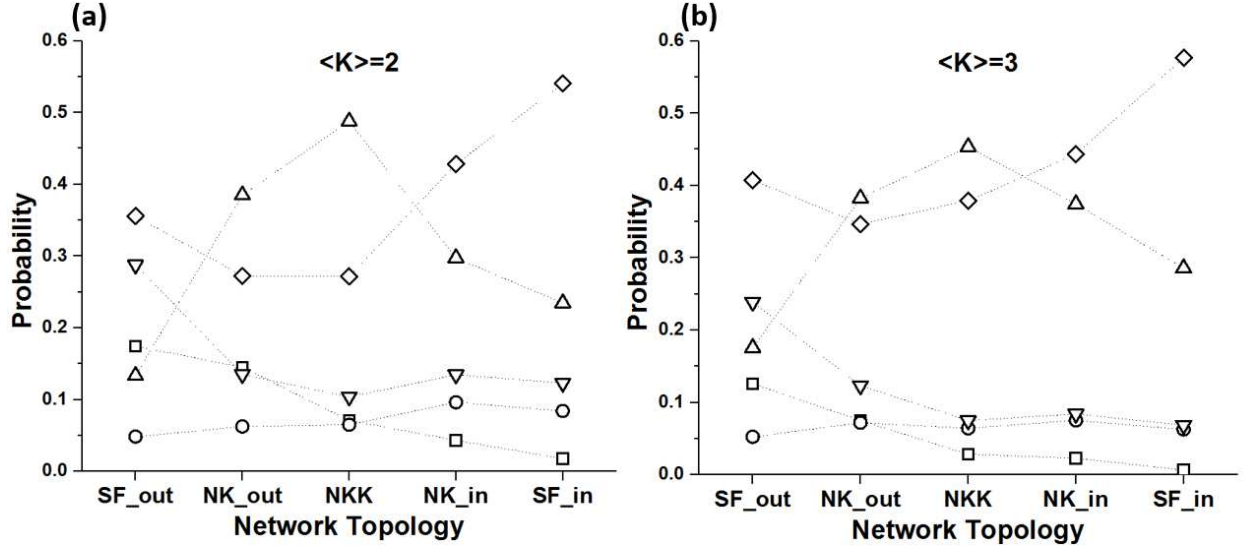 (a)
<K>=2
Probability
0.6
0.5
0.4
0.3
0.2
0.1
0.0
SF_out NK_out NKK NK_in SF_in
Network Topology
(b)
<K>=3
Probability
0.6
0.5
0.4
0.3
0.2
0.1
0.0
SF_out NK_out NKK NK_in SF_in
Network Topology